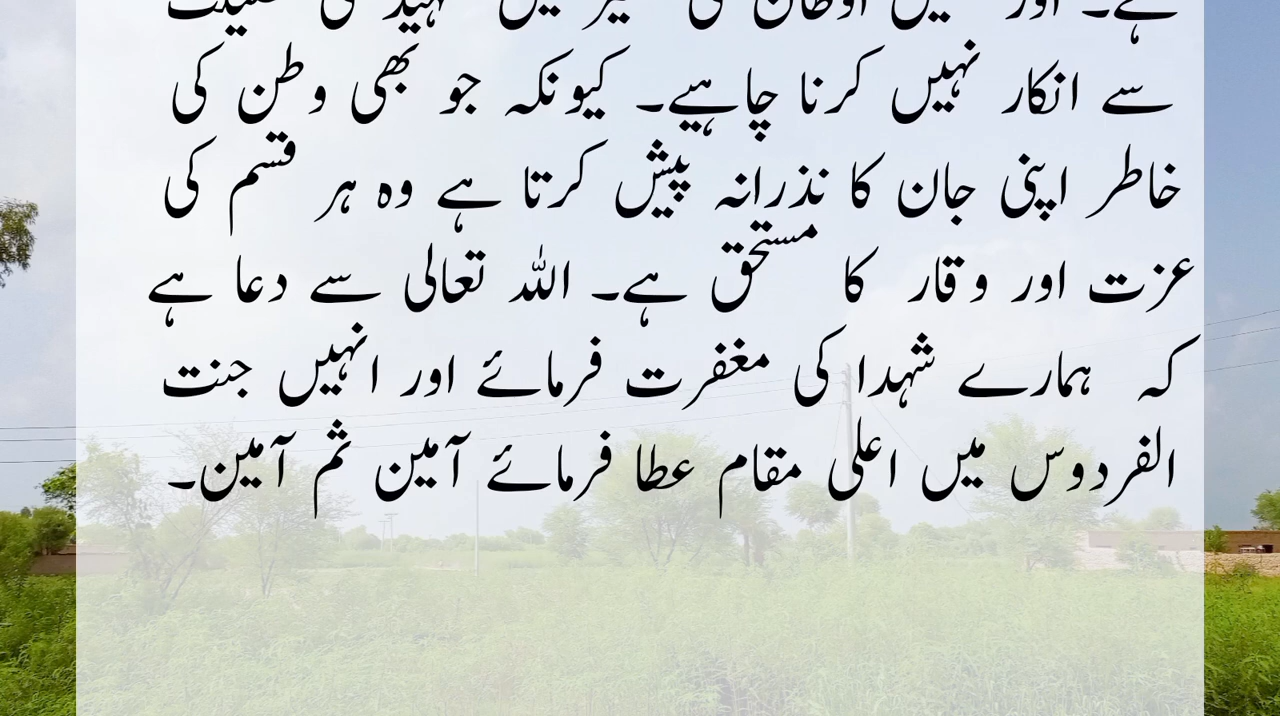 ہے۔ اور
سے انکار نہیں کرنا چاہیے۔ کیونکہ جو بھی وطن کی
خاطر اپنی جان کا نذرانہ پیش کرتا ہے وہ ہر قسم کی
عزت اور وقار کا مستحق ہے۔ اللہ تعالی سے دعا ہے
کہ ہمارے شہدا کی مغفرت فرمائے اور انہیں جنت
الفردوس میں اعلی مقام عطا فرمائے آمین ثم آمین۔